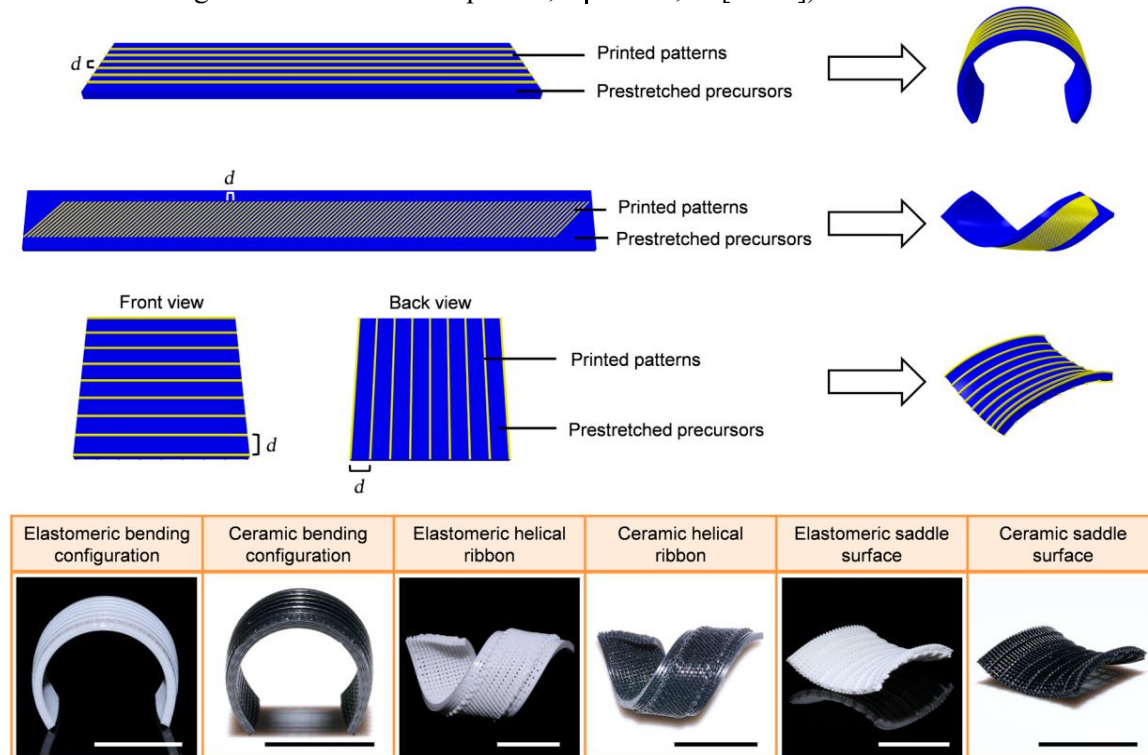 d
Printed patterns
Prestretched precursors
d
Printed patterns
Prestretched precursors
Front view
Back view
Printed patterns
Prestretched precursors
d
d
Elastomeric bending
configuration
Ceramic bending
configuration
Elastomeric helical
ribbon
Ceramic helical
ribbon
Elastomeric saddle
surface
Ceramic saddle
surface